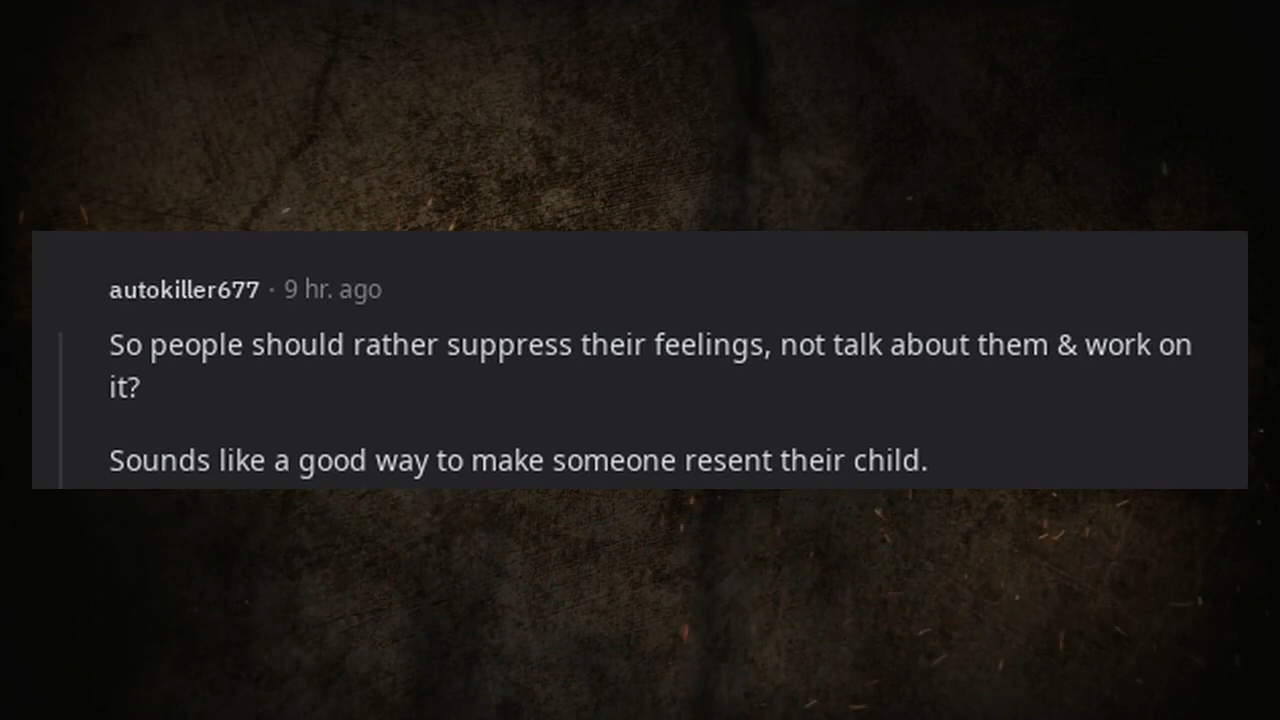 autokiller677 · 9 hr. ago
So people should rather suppress their feelings, not talk about them & work on
it?
Sounds like a good way to make someone resent their child.